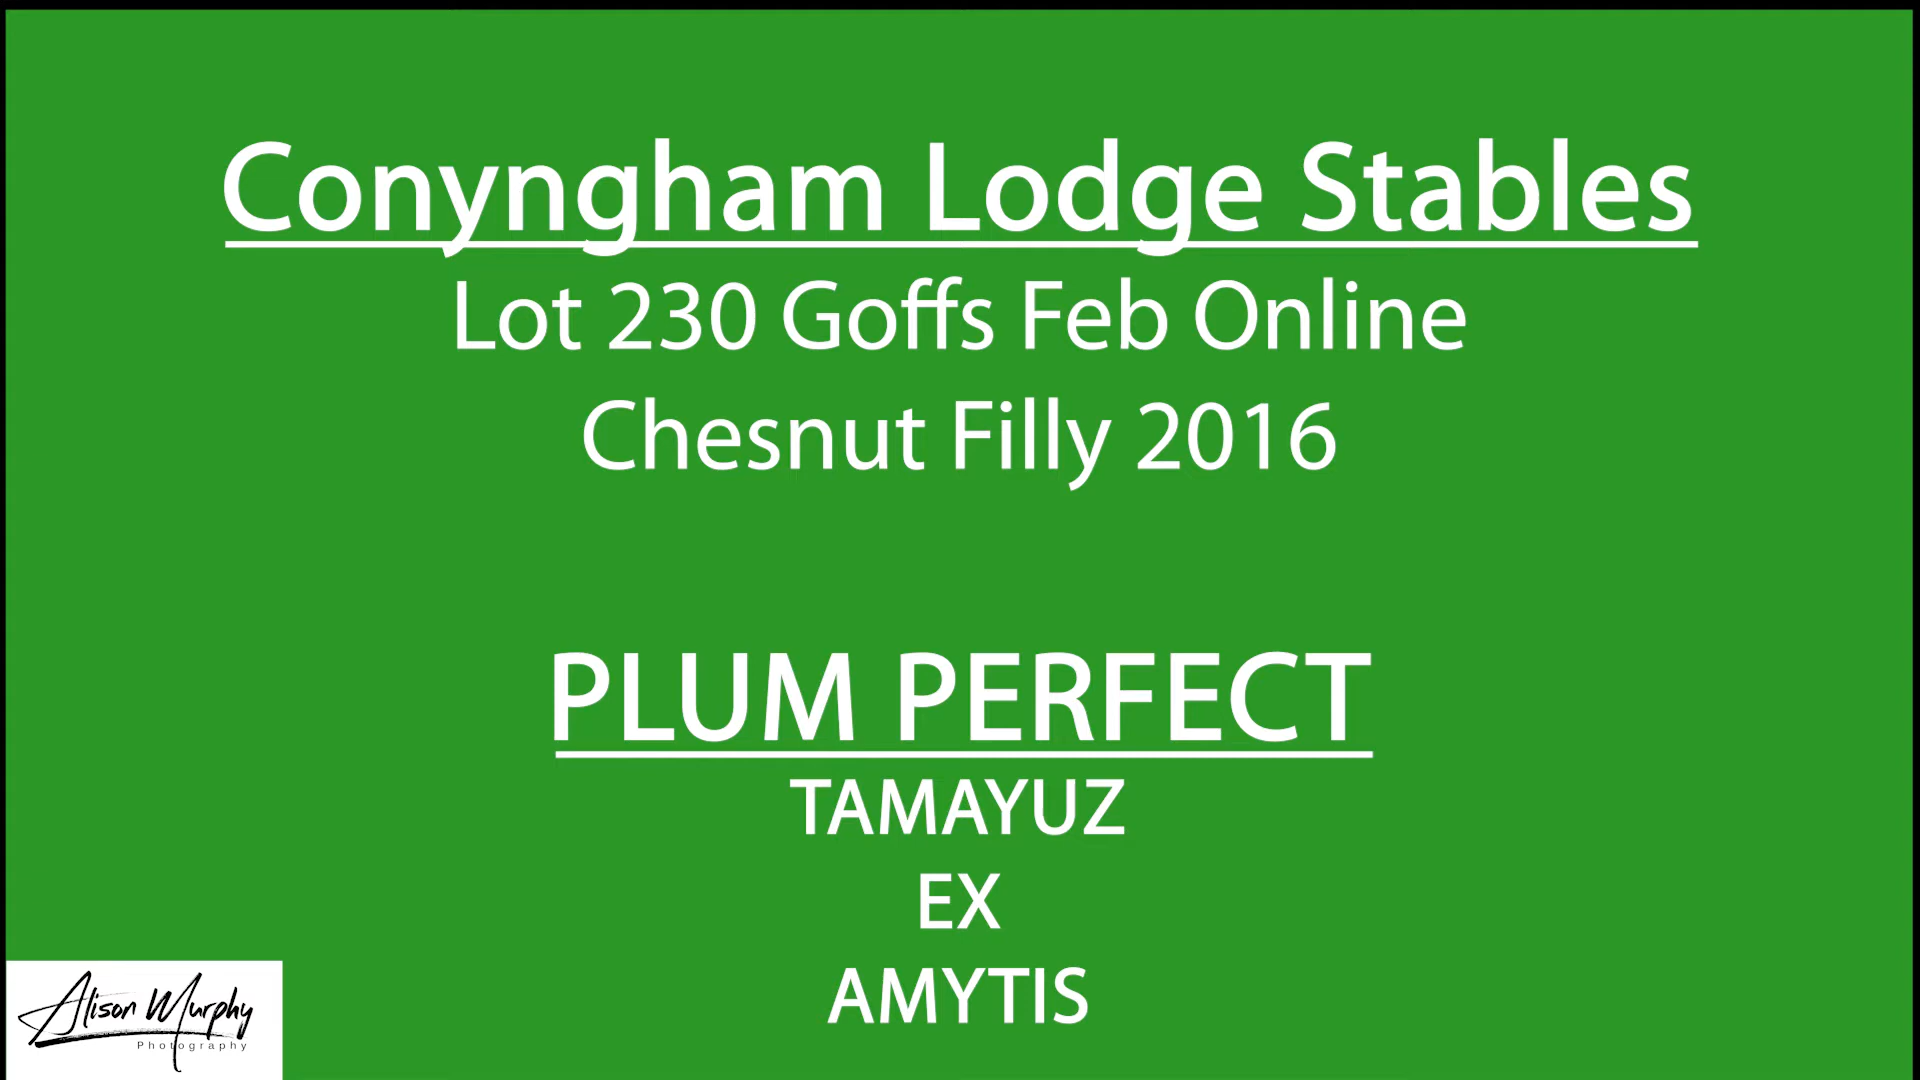 Conyngham Lodge Stables
Lot 230 Goffs Feb Online
Chesnut Filly 2016
PLUM PERFECT
TAMAYUZ
EX
AMYTIS
Alison Murphy
Photography